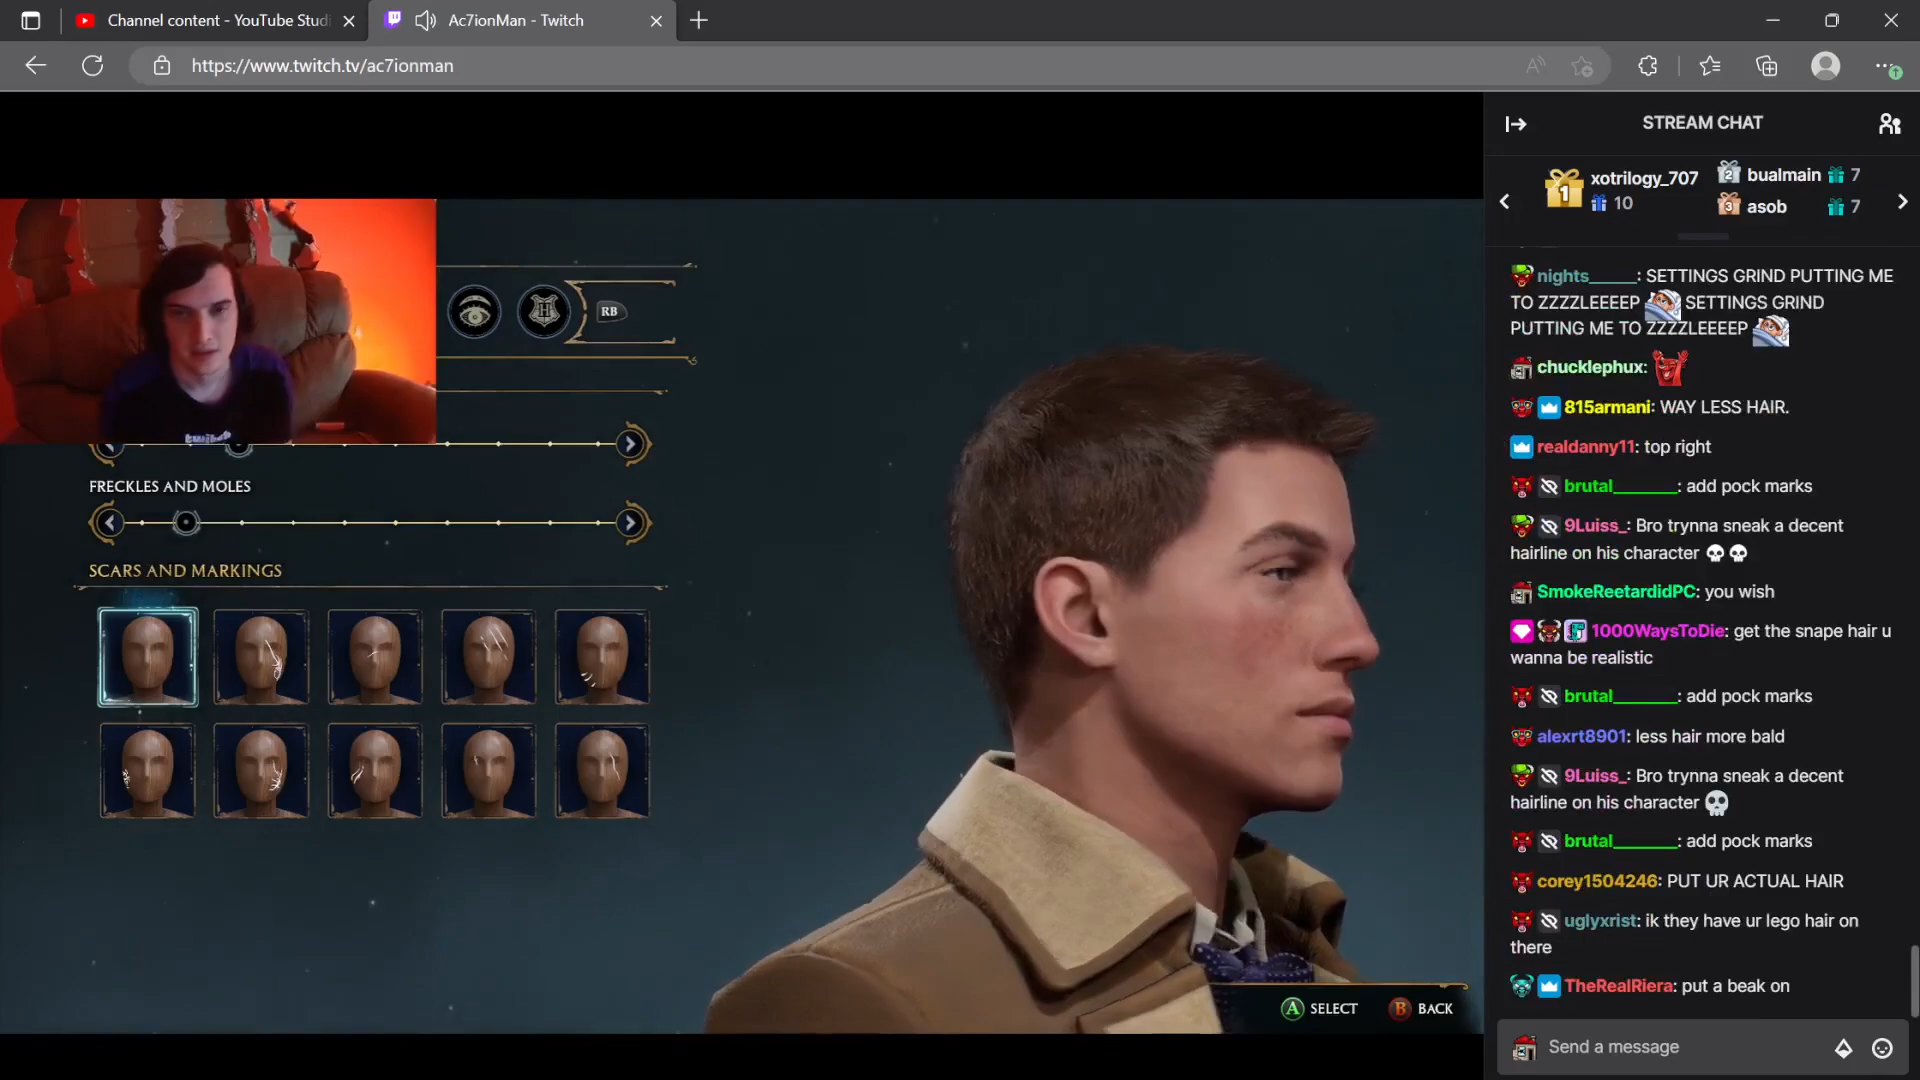 Channel content - YouTube Studi
Ac7ionMan - Twitch
https://www.twitch.tv/ac7ionman
STREAM CHAT
1 xotrilogy_707 10
2 bualmain 7
3 asob 7
RB
FRECKLES AND MOLES
SCARS AND MARKINGS
A SELECT B BACK
nights_____: SETTINGS GRIND PUTTING ME
TO ZZZZLEEEEP SETTINGS GRIND
PUTTING ME TO ZZZZLEEEEP
chucklephux:
815armani: WAY LESS HAIR.
realdanny11: top right
brutal_______: add pock marks
9Luiss_: Bro trynna sneak a decent
hairline on his character 💀💀
SmokeReetardidPC: you wish
1000WaysToDie: get the snape hair u
wanna be realistic
brutal_______: add pock marks
alexrt8901: less hair more bald
9Luiss_: Bro trynna sneak a decent
hairline on his character 💀
brutal_______: add pock marks
corey1504246: PUT UR ACTUAL HAIR
uglyxrist: ik they have ur lego hair on
there
TheRealRiera: put a beak on
Send a message